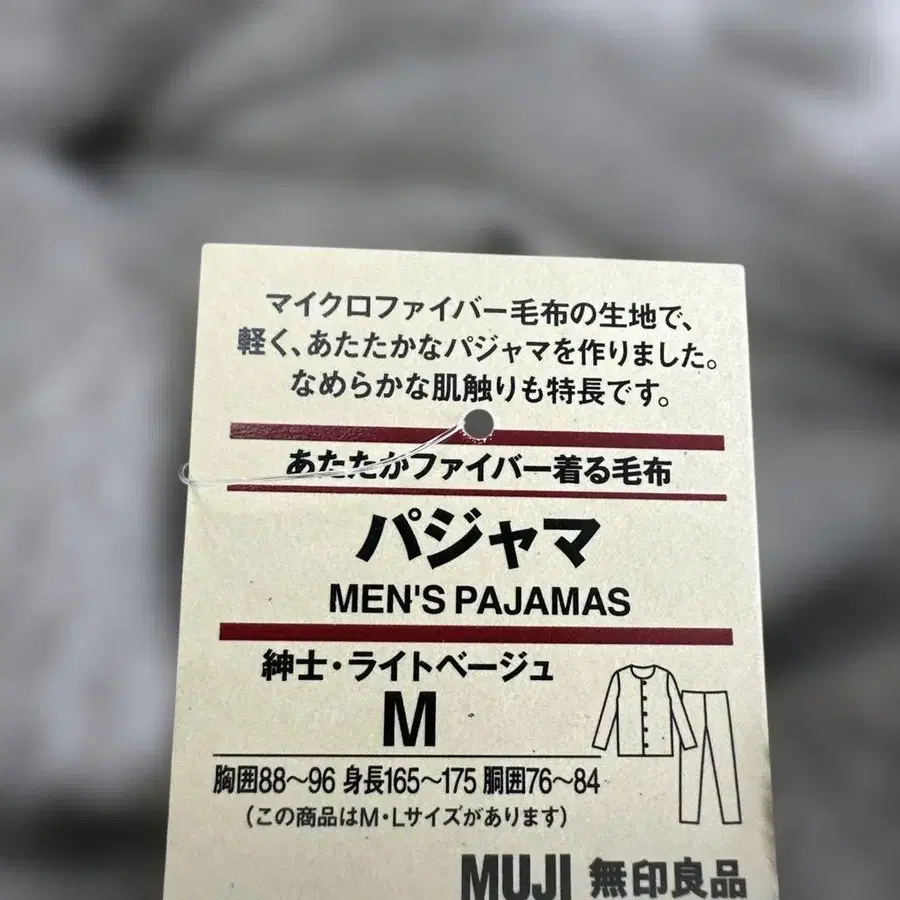 マイクロファイバー毛布の生地で、
軽く、あたたかなパジャマを作りました。
なめらかな肌触りも特長です。
あたたかファイバー着る毛布
パジャマ
MEN'S PAJAMAS
紳士・ライトベージュ
M
胸囲88〜96 身長165〜175 胴囲76〜84
(この商品はM・Lサイズがあります)
MUJI 無印良品